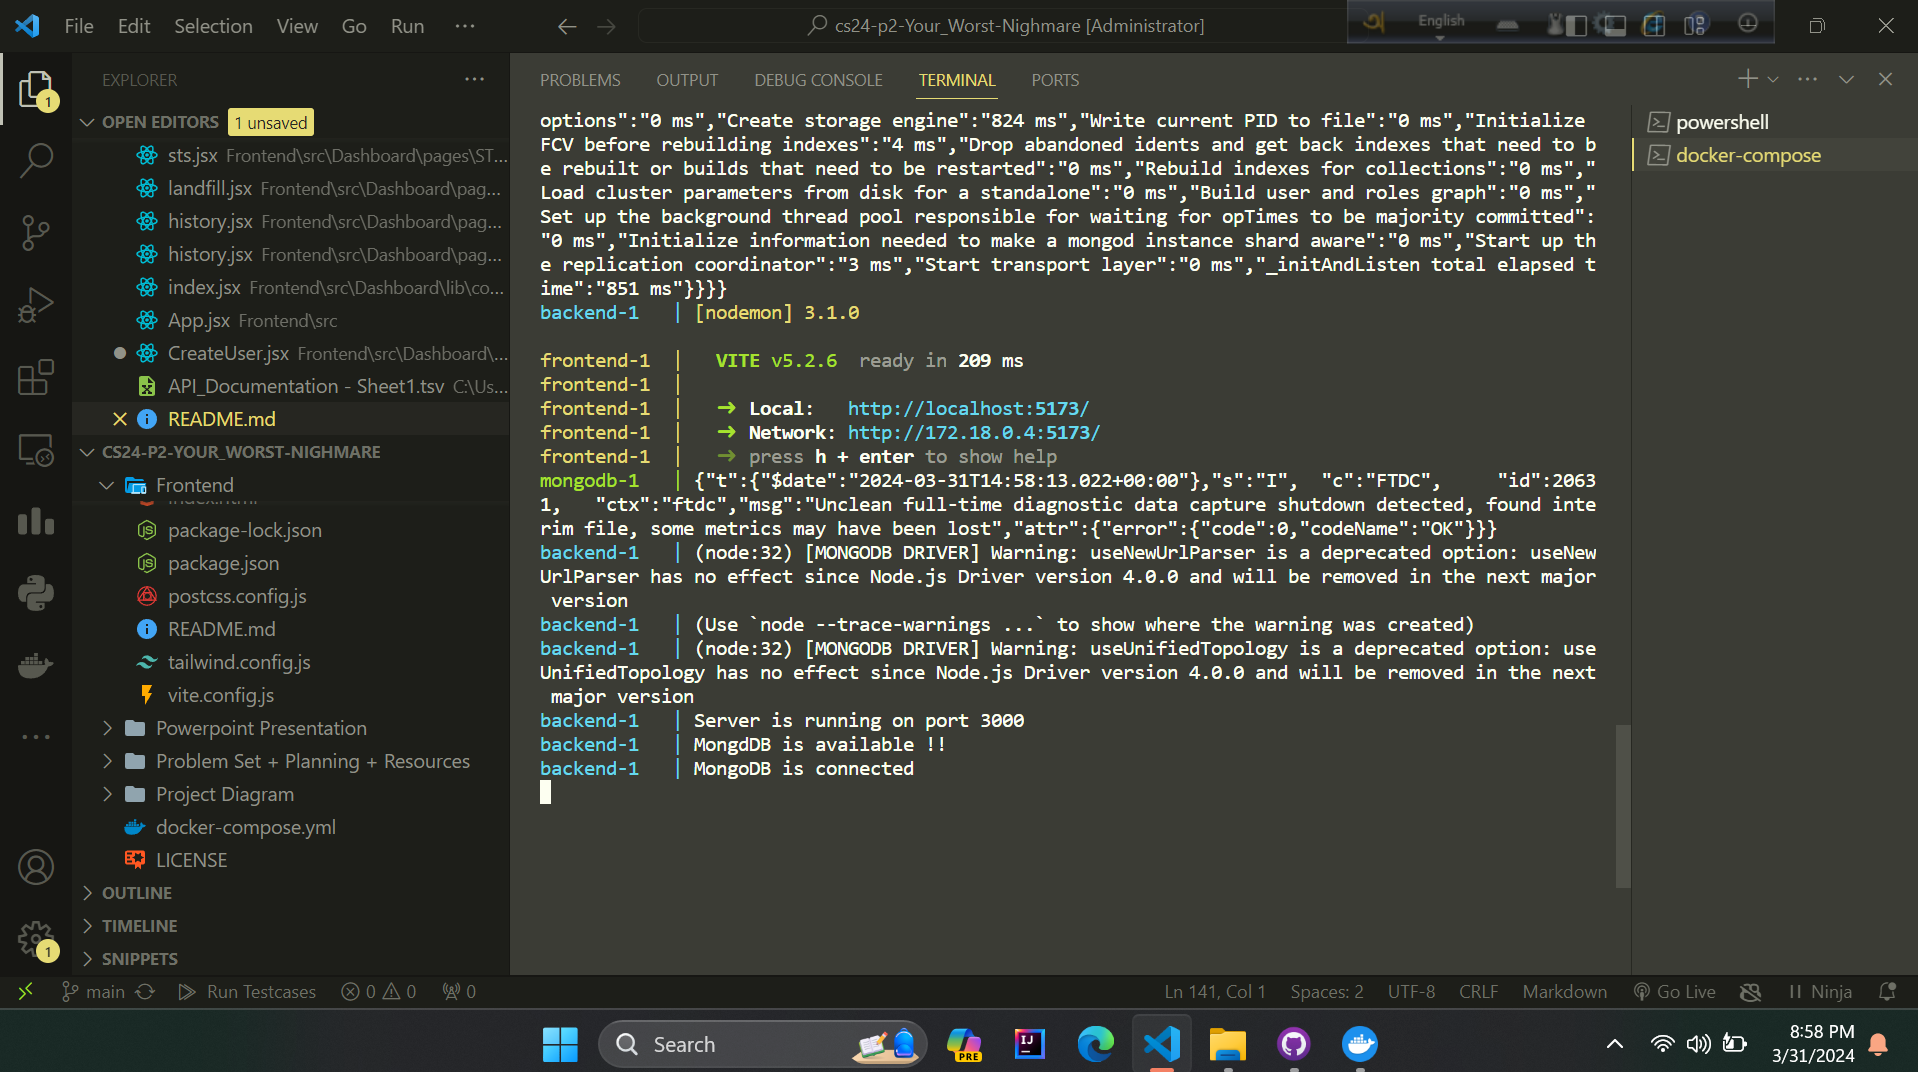 File Edit Selection View Go Run ···
cs24-p2-Your_Worst-Nighmare [Administrator]
English
EXPLORER
OPEN EDITORS 1 unsaved
sts.jsx Frontend\src\Dashboard\pages\ST...
landfill.jsx Frontend\src\Dashboard\pag...
history.jsx Frontend\src\Dashboard\pag...
history.jsx Frontend\src\Dashboard\pag...
index.jsx Frontend\src\Dashboard\lib\co...
App.jsx Frontend\src
CreateUser.jsx Frontend\src\Dashboard\...
API_Documentation - Sheet1.tsv C:\Us...
README.md
CS24-P2-YOUR_WORST-NIGHMARE
Frontend
package-lock.json
package.json
postcss.config.js
README.md
tailwind.config.js
vite.config.js
Powerpoint Presentation
Problem Set + Planning + Resources
Project Diagram
docker-compose.yml
LICENSE
OUTLINE
TIMELINE
SNIPPETS
1
1
PROBLEMS OUTPUT DEBUG CONSOLE TERMINAL PORTS
options":"0 ms","Create storage engine":"824 ms","Write current PID to file":"0 ms","Initialize
FCV before rebuilding indexes":"4 ms","Drop abandoned idents and get back indexes that need to b
e rebuilt or builds that need to be restarted":"0 ms","Rebuild indexes for collections":"0 ms","
Load cluster parameters from disk for a standalone":"0 ms","Build user and roles graph":"0 ms","
Set up the background thread pool responsible for waiting for opTimes to be majority committed":
"0 ms","Initialize information needed to make a mongod instance shard aware":"0 ms","Start up th
e replication coordinator":"3 ms","Start transport layer":"0 ms","_initAndListen total elapsed t
ime":"851 ms"}}}}
backend-1 | [nodemon] 3.1.0
frontend-1 | VITE v5.2.6 ready in 209 ms
frontend-1 |
frontend-1 | ➜ Local: http://localhost:5173/
frontend-1 | ➜ Network: http://172.18.0.4:5173/
frontend-1 | ➜ press h + enter to show help
mongodb-1 | {"t":{"$date":"2024-03-31T14:58:13.022+00:00"},"s":"I", "c":"FTDC", "id":2063
1, "ctx":"ftdc","msg":"Unclean full-time diagnostic data capture shutdown detected, found inte
rim file, some metrics may have been lost","attr":{"error":{"code":0,"codeName":"OK"}}}
backend-1 | (node:32) [MONGODB DRIVER] Warning: useNewUrlParser is a deprecated option: useNew
UrlParser has no effect since Node.js Driver version 4.0.0 and will be removed in the next major
version
backend-1 | (Use `node --trace-warnings ...` to show where the warning was created)
backend-1 | (node:32) [MONGODB DRIVER] Warning: useUnifiedTopology is a deprecated option: use
UnifiedTopology has no effect since Node.js Driver version 4.0.0 and will be removed in the next
major version
backend-1 | Server is running on port 3000
backend-1 | MongdDB is available !!
backend-1 | MongoDB is connected
powershell
docker-compose
main Run Testcases 0 0 0 Ln 141, Col 1 Spaces: 2 UTF-8 CRLF Markdown Go Live Ninja
Search
PRE
IJ
8:58 PM
3/31/2024